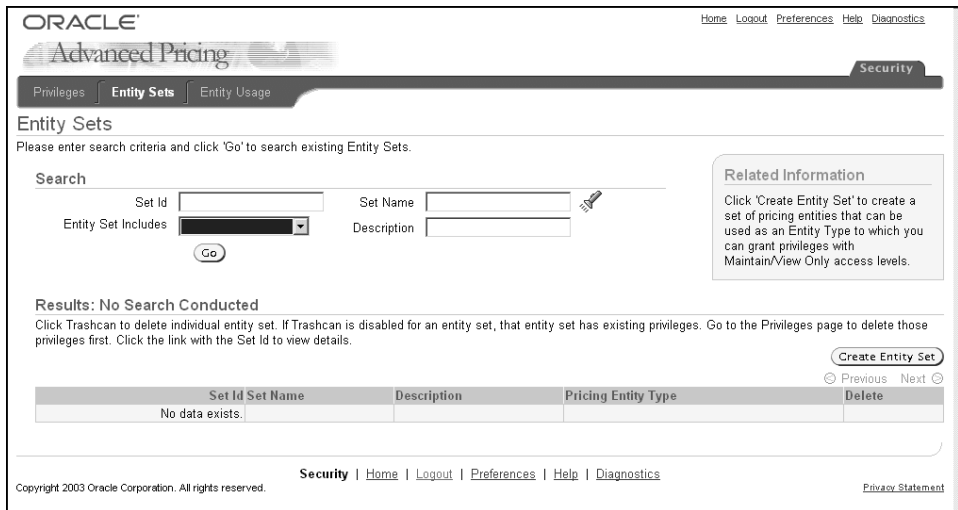 ORACLE
Home Logout Preferences Help Diagnostics
Advanced Pricing
Security
Privileges Entity Sets Entity Usage
Entity Sets
Please enter search criteria and click 'Go' to search existing Entity Sets.
Search
Set Id
Set Name
Entity Set Includes
Description
Go
Related Information
Click 'Create Entity Set' to create a
set of pricing entities that can be
used as an Entity Type to which you
can grant privileges with
Maintain/View Only access levels.
Results: No Search Conducted
Click Trashcan to delete individual entity set. If Trashcan is disabled for an entity set, that entity set has existing privileges. Go to the Privileges page to delete those
privileges first. Click the link with the Set Id to view details.
Create Entity Set
Previous Next
Set Id Set Name Description Pricing Entity Type Delete
No data exists.
Security | Home | Logout | Preferences | Help | Diagnostics
Copyright 2003 Oracle Corporation. All rights reserved.
Privacy Statement